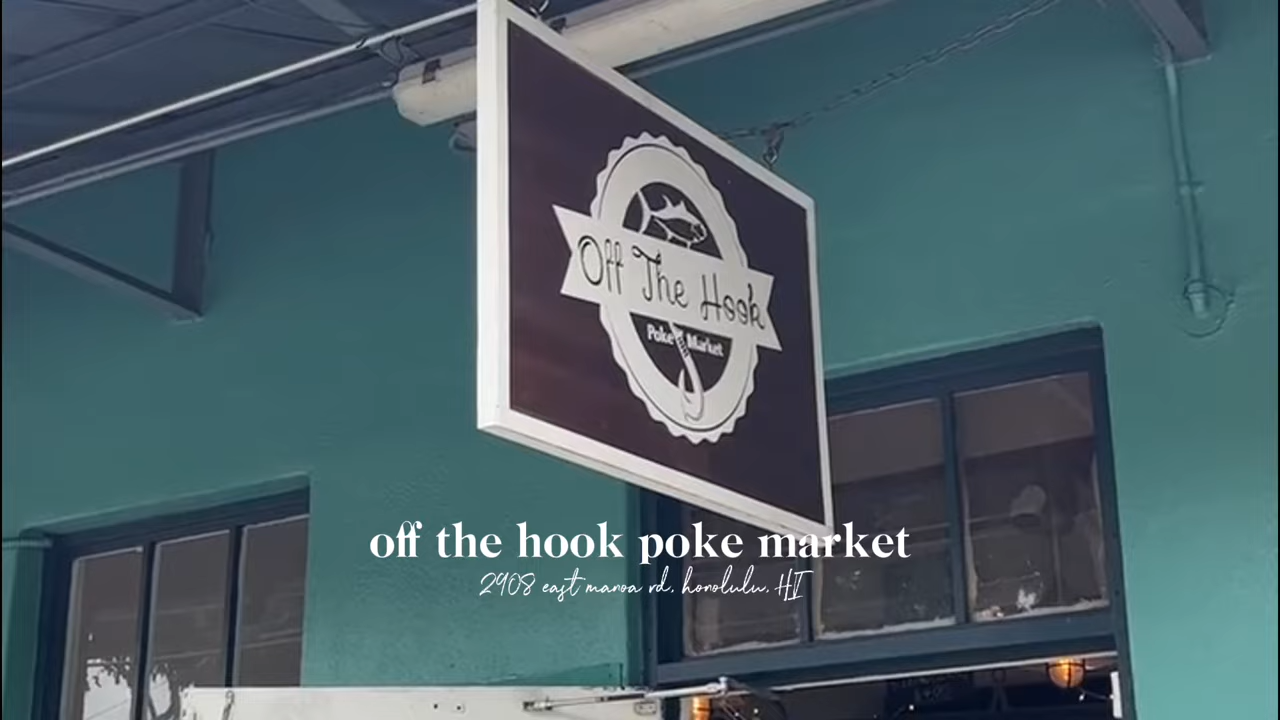 Off The Hook
Poke Market
off the hook poke market
2908 east manoa rd, honolulu, HI